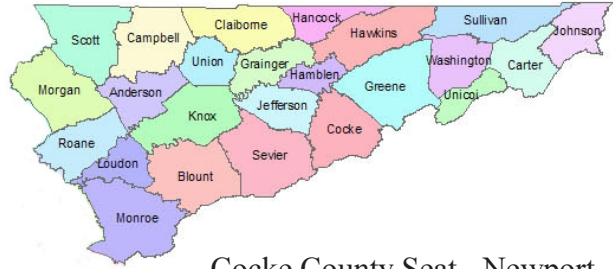 Scott
Campbell
Claiborne
Hancock
Hawkins
Sullivan
Johnson
Union
Grainger
Hamblen
Greene
Washington
Carter
Unicoi
Morgan
Anderson
Knox
Jefferson
Cocke
Roane
Loudon
Blount
Sevier
Monroe
Cocke County Seat - Newport